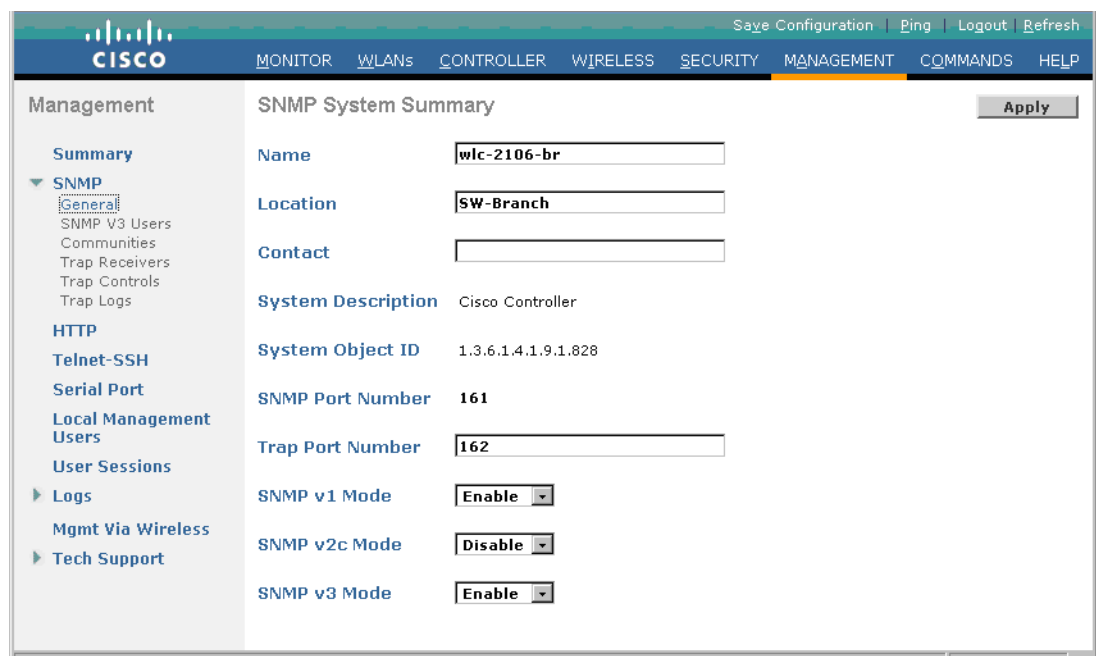 Save Configuration | Ping | Logout | Refresh
CISCO
MONITOR WLANs CONTROLLER WIRELESS SECURITY MANAGEMENT COMMANDS HELP
Management
Summary
SNMP
General
SNMP V3 Users
Communities
Trap Receivers
Trap Controls
Trap Logs
HTTP
Telnet-SSH
Serial Port
Local Management
Users
User Sessions
Logs
Mgmt Via Wireless
Tech Support
SNMP System Summary
Apply
Name wlc-2106-br
Location SW-Branch
Contact
System Description Cisco Controller
System Object ID 1.3.6.1.4.1.9.1.828
SNMP Port Number 161
Trap Port Number 162
SNMP v1 Mode Enable
SNMP v2c Mode Disable
SNMP v3 Mode Enable